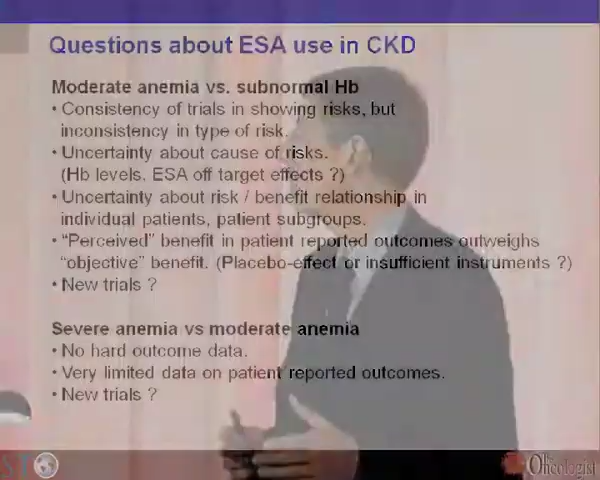 Questions about ESA use in CKD
Moderate anemia vs. subnormal Hb
• Consistency of trials in showing risks, but
inconsistency in type of risk.
• Uncertainty about cause of risks.
(Hb levels, ESA off target effects ?)
• Uncertainty about risk / benefit relationship in
individual patients, patient subgroups.
• “Perceived” benefit in patient reported outcomes outweighs
“objective” benefit. (Placebo-effect or insufficient instruments ?)
• New trials ?
Severe anemia vs moderate anemia
• No hard outcome data.
• Very limited data on patient reported outcomes.
• New trials ?
The Oncologist